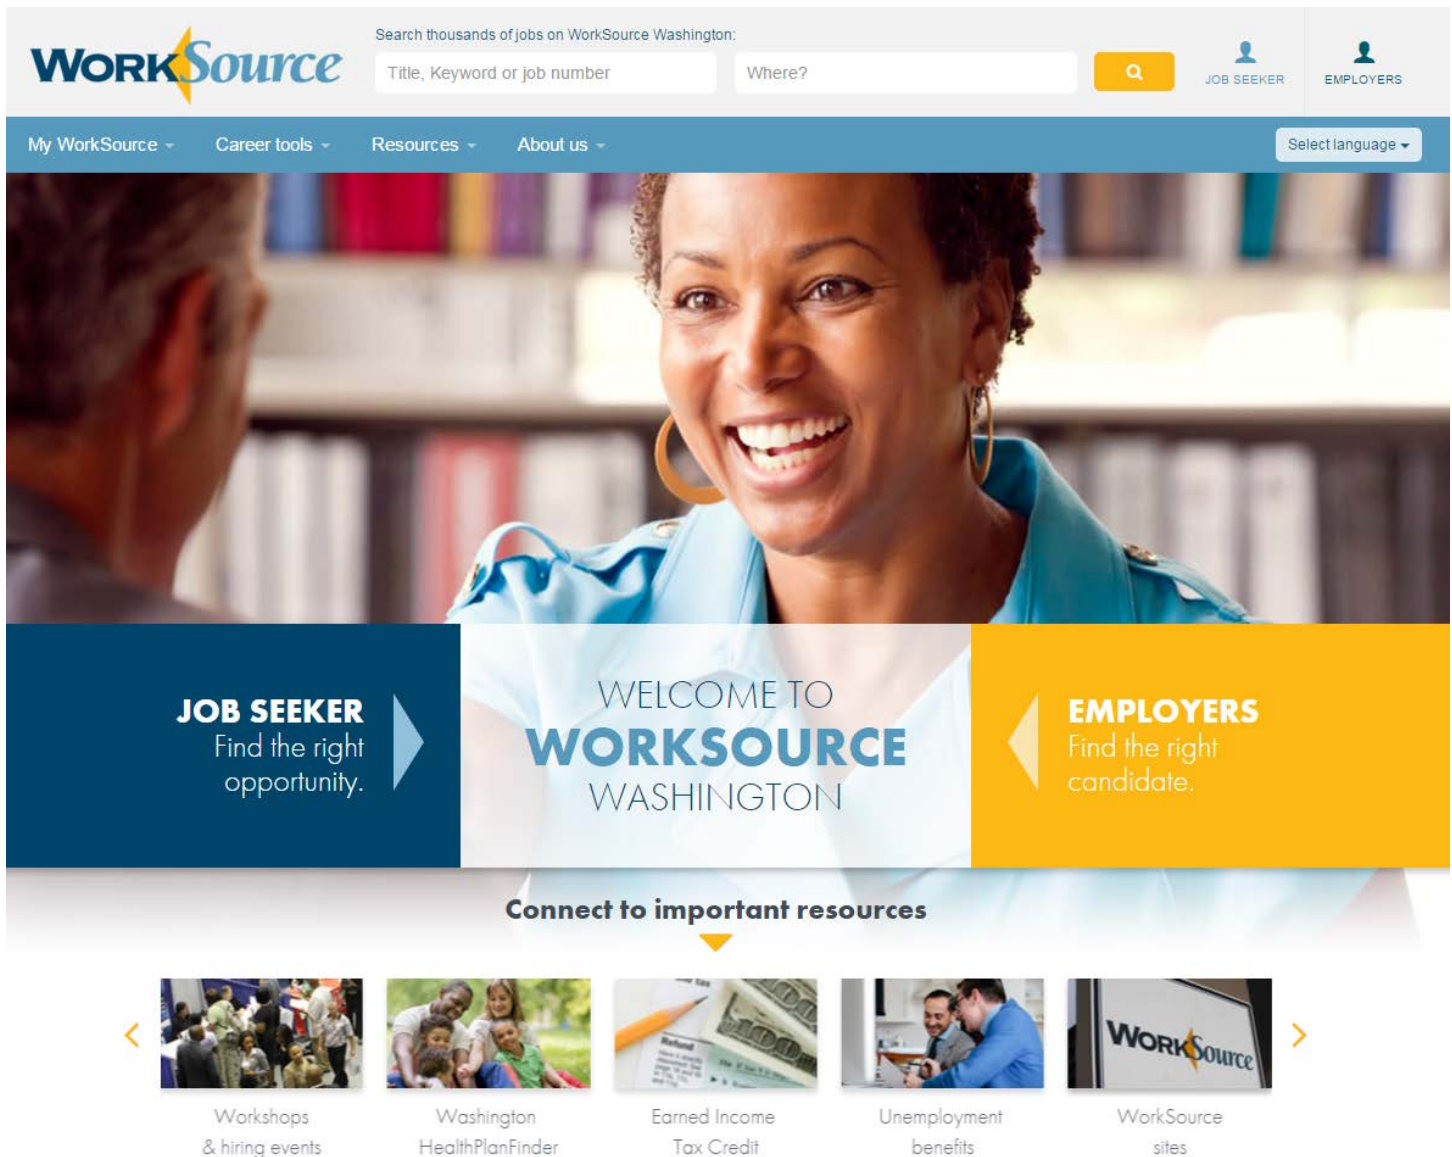 WORKSource
Search thousands of jobs on WorkSource Washington:
Title, Keyword or job number
Where?
JOB SEEKER
EMPLOYERS
My WorkSource
Career tools
Resources
About us
Select language
JOB SEEKER
Find the right
opportunity.
WELCOME TO
WORKSOURCE
WASHINGTON
EMPLOYERS
Find the right
candidate.
Connect to important resources
Refund
100
WORKSource
Workshops
& hiring events
Washington
HealthPlanFinder
Earned Income
Tax Credit
Unemployment
benefits
WorkSource
sites